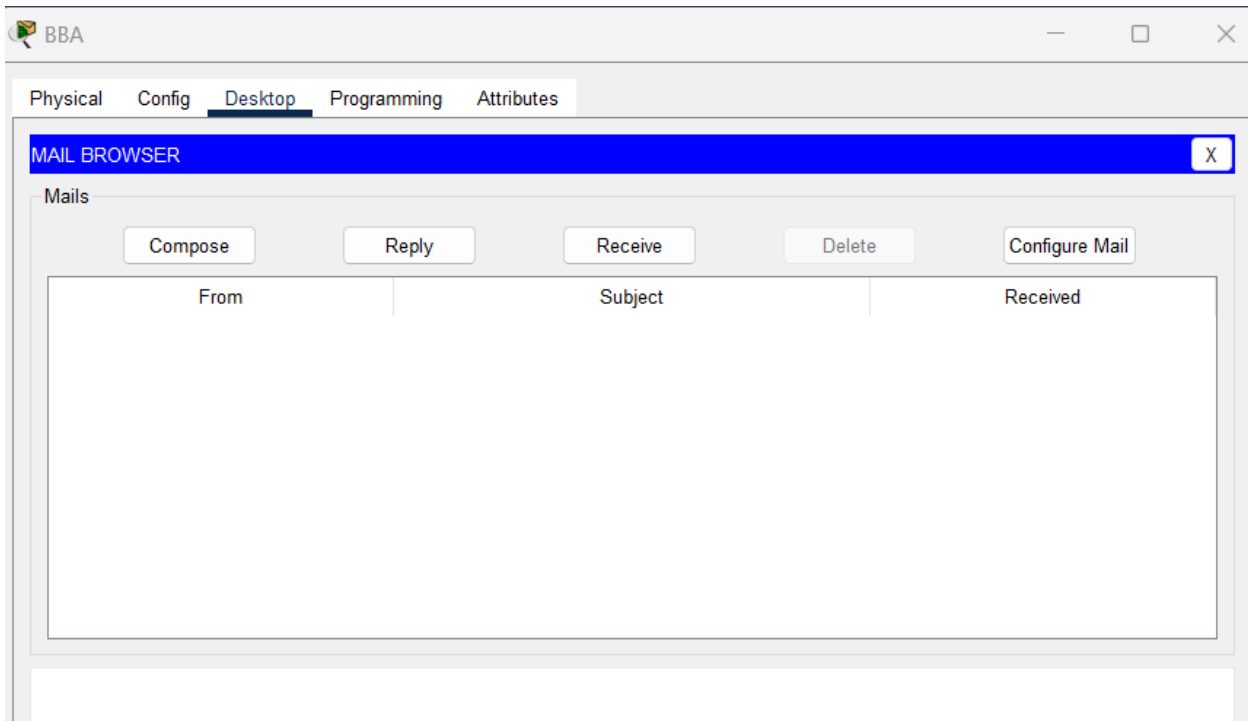 BBA
Physical Config Desktop Programming Attributes
MAIL BROWSER X
Mails
Compose Reply Receive Delete Configure Mail
From Subject Received